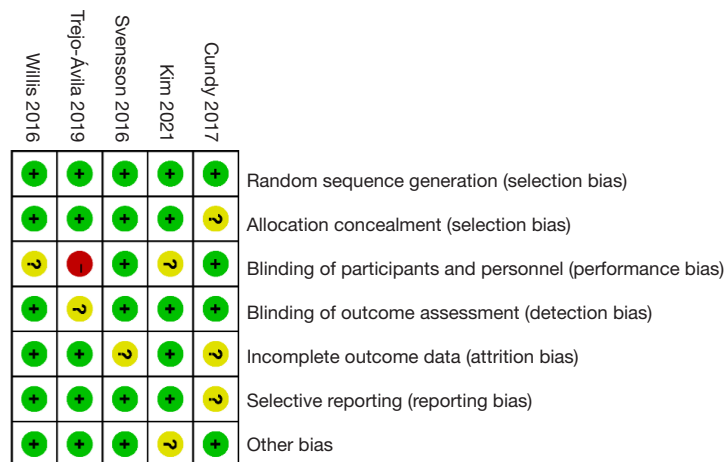 Willis 2016
Trejo-Ávila 2019
Svensson 2016
Kim 2021
Cundy 2017
+ + + + + Random sequence generation (selection bias)
+ + + + ? Allocation concealment (selection bias)
? – + ? + Blinding of participants and personnel (performance bias)
+ ? + + + Blinding of outcome assessment (detection bias)
+ + ? + ? Incomplete outcome data (attrition bias)
+ + + + ? Selective reporting (reporting bias)
+ + + ? + Other bias